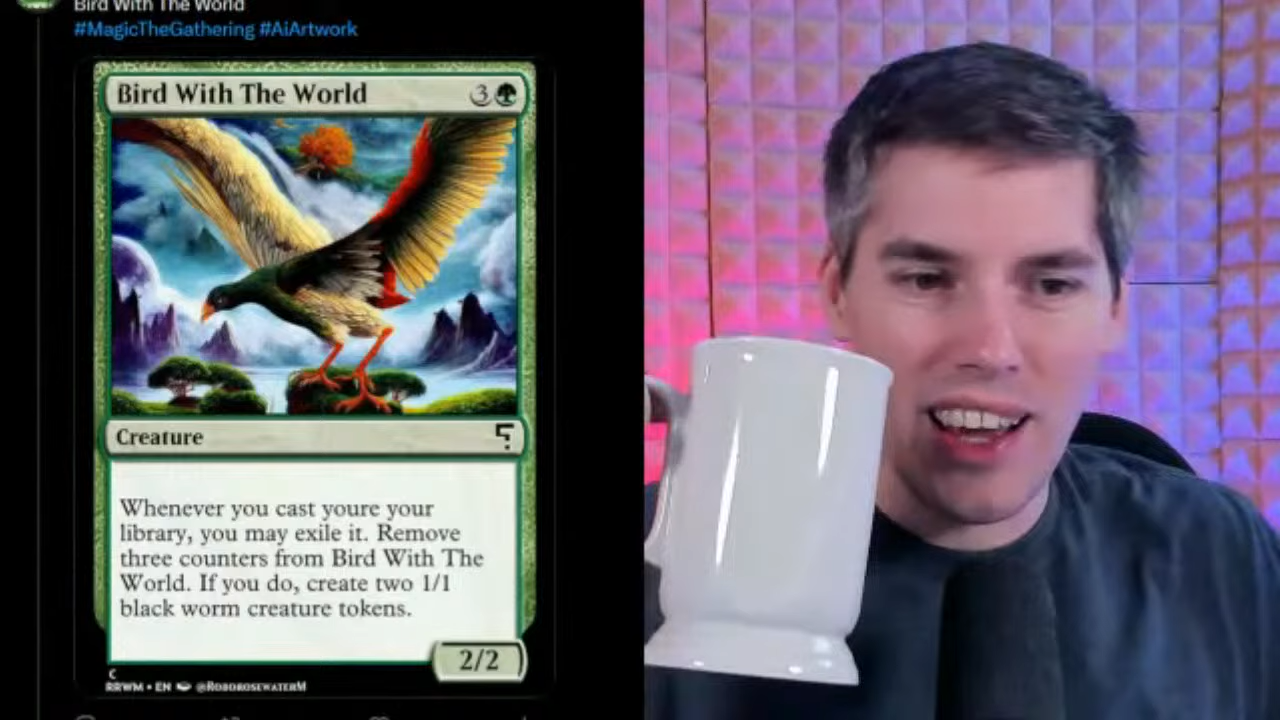 Bird With The World
#MagicTheGathering #AiArtwork
Bird With The World 3
Creature
Whenever you cast youre your
library, you may exile it. Remove
three counters from Bird With The
World. If you do, create two 1/1
black worm creature tokens.
2/2
C
RRWM • EN @RoborosewaterM